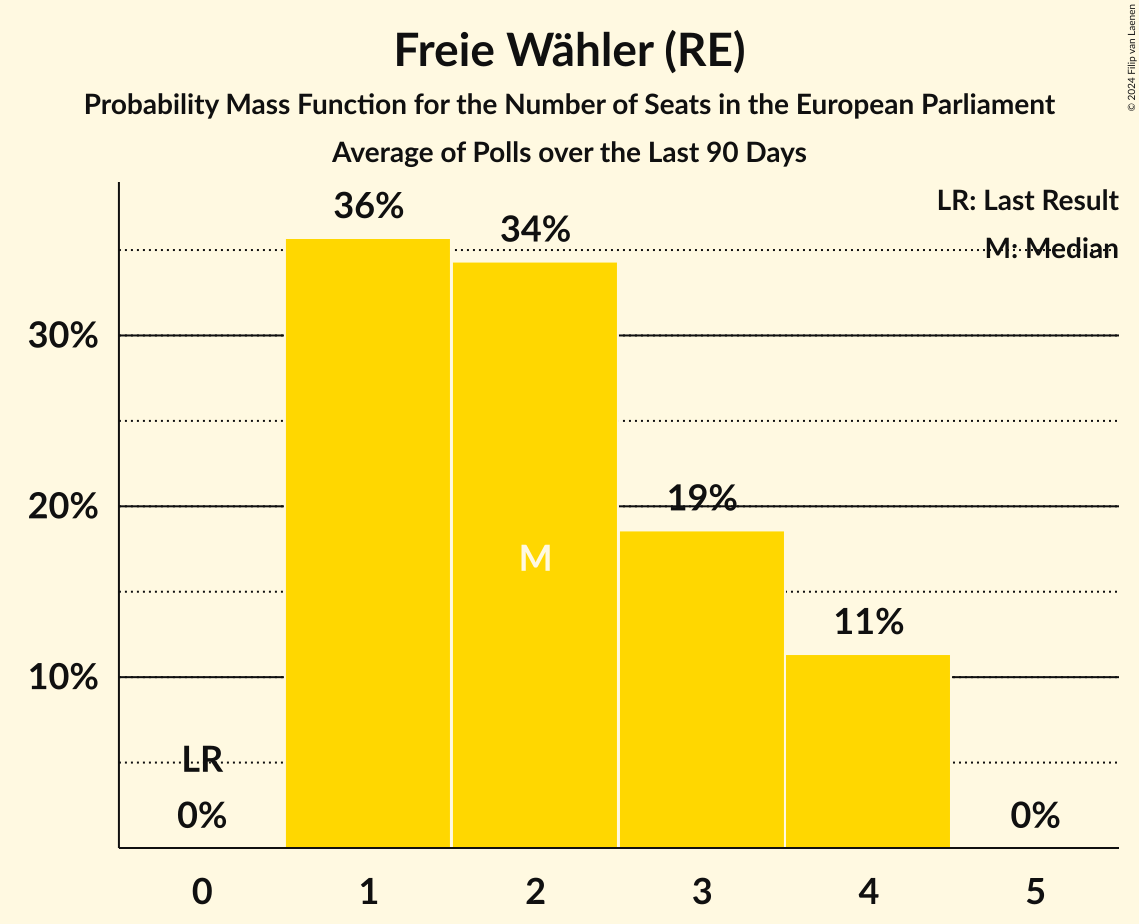 © 2024 Filip van Laenen
Freie Wähler (RE)
Probability Mass Function for the Number of Seats in the European Parliament
Average of Polls over the Last 90 Days
LR: Last Result
M: Median
36%
34%
30%
20%
19%
M
11%
10%
LR
0%
0%
0 1 2 3 4 5